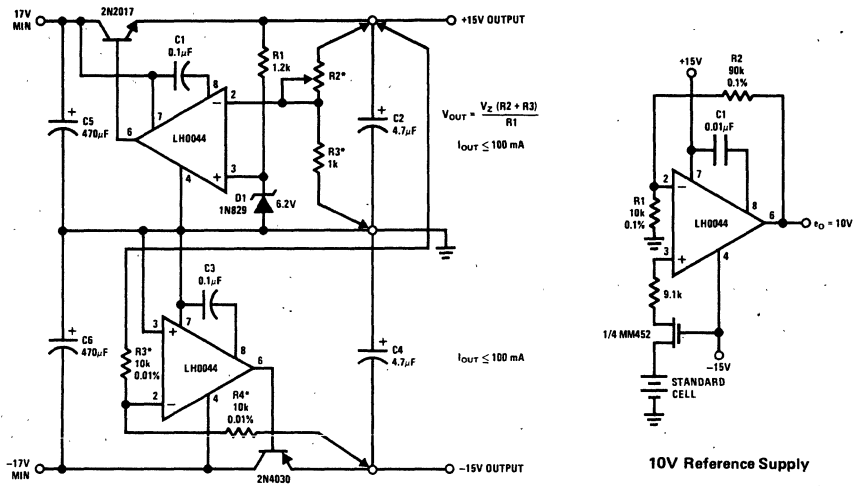 17V
MIN
2N2017
+15V OUTPUT
C1
0.1μF
R1
1.2k
R2*
8
2
7
6
LH0044
C5
470μF
C2
4.7μF
V_OUT = V_Z (R2 + R3) / R1
I_OUT ≤ 100 mA
R3*
1k
3
4
D1
1N829
6.2V
C3
0.1μF
3
7
8
6
LH0044
C6
470μF
R3*
10k
0.01%
2
4
R4*
10k
0.01%
C4
4.7μF
I_OUT ≤ 100 mA
-17V
MIN
2N4030
-15V OUTPUT
+15V
R2
90k
0.1%
C1
0.01μF
7
2
8
R1
10k
0.1%
LH0044
6
e_O = 10V
3
4
9.1k
1/4 MM452
-15V
STANDARD
CELL
10V Reference Supply